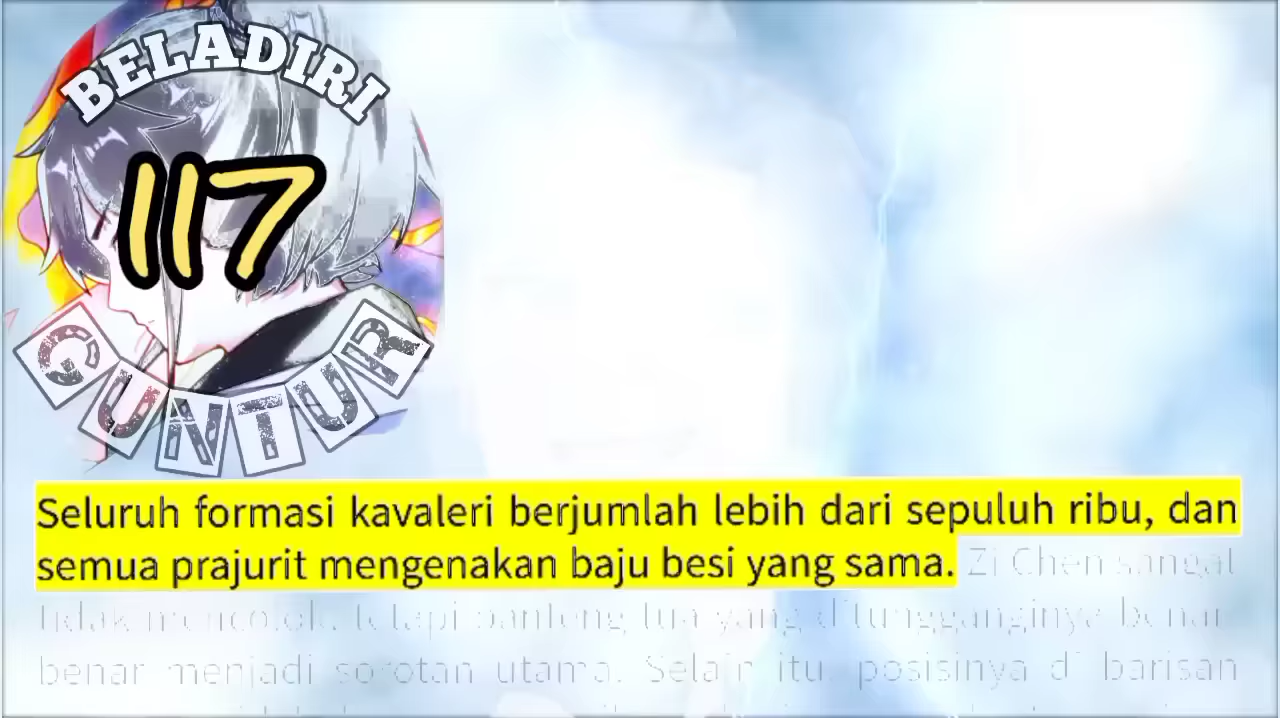 BELADIRI
117
GUNTUR
Seluruh formasi kavaleri berjumlah lebih dari sepuluh ribu, dan
semua prajurit mengenakan baju besi yang sama. Zi Chen sangat
tidak mencolok, tetapi banteng tua yang ditungganginya benar-
benar menjadi sorotan utama. Selain itu, posisinya di barisan